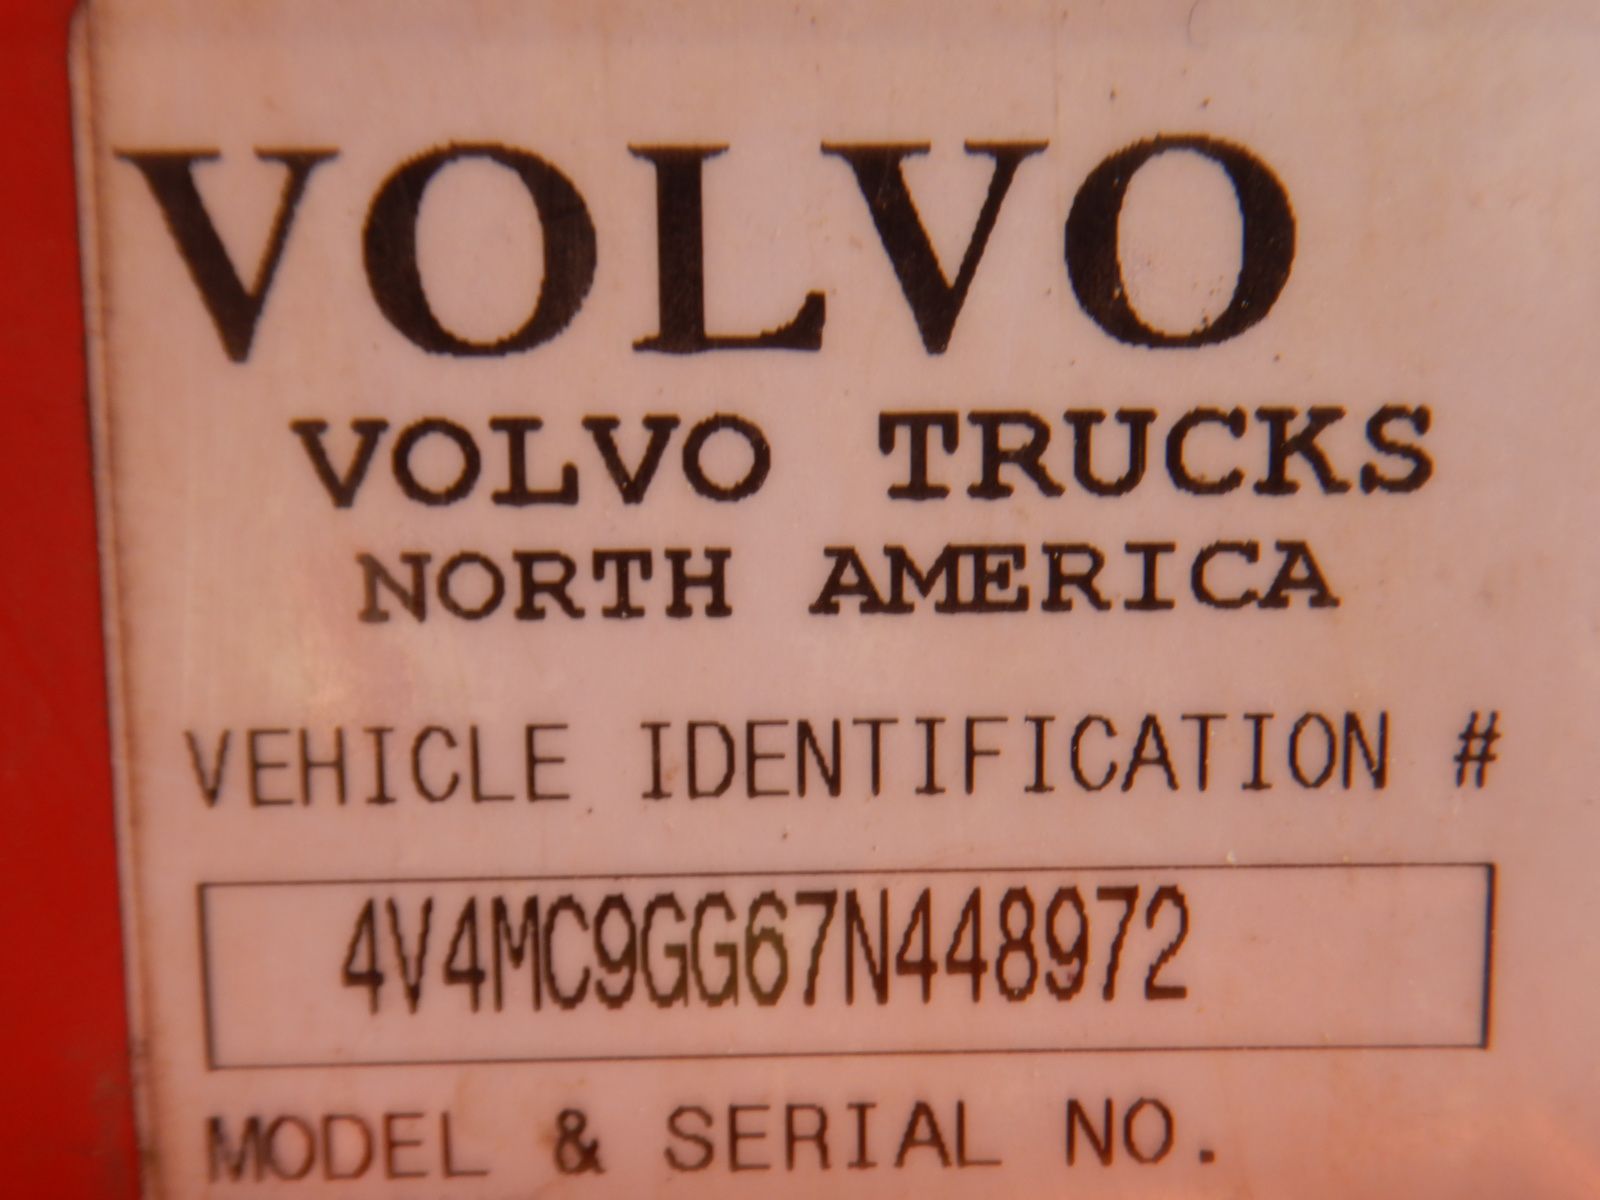 VOLVO
VOLVO TRUCKS
NORTH AMERICA
VEHICLE IDENTIFICATION #
4V4MC9GG67N448972
MODEL & SERIAL NO.